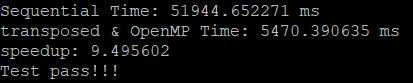 Sequential Time: 51944.652271 ms
transposed & OpenMP Time: 5470.390635 ms
speedup: 9.495602
Test pass!!!